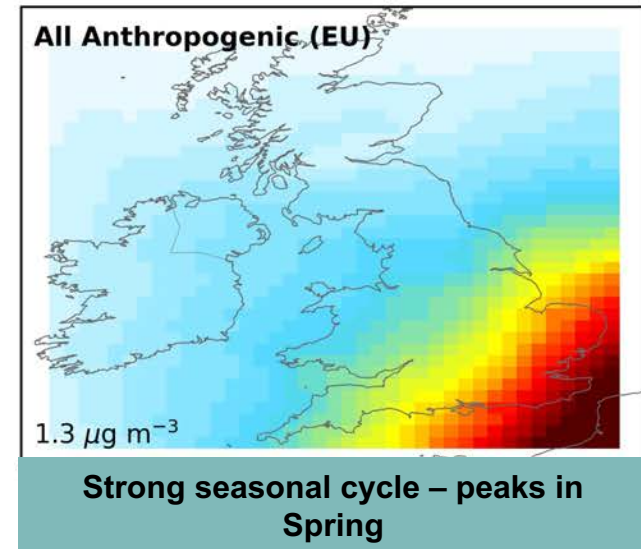 All Anthropogenic (EU)
1.3 μg m⁻³
Strong seasonal cycle – peaks in
Spring